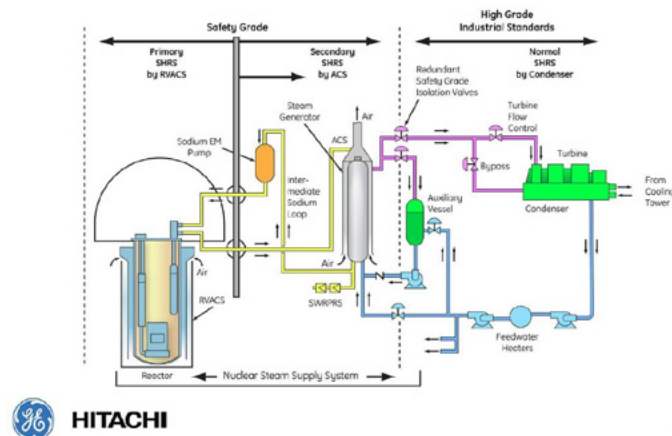 Safety Grade
High Grade
Industrial Standards
Primary
SHRS
by RVACS
Secondary
SHRS
by ACS
Normal
SHRS
by Condenser
Redundant
Safety Grade
Isolation Valves
Steam
Generator
Air
ACS
Turbine
Flow
Control
Turbine
Sodium EM
Pump
Bypass
From
Cooling
Tower
Inter-
mediate
Sodium
Loop
Auxiliary
Vessel
Condenser
Air
Air
RVACS
SWRPRS
Feedwater
Heaters
Reactor
Nuclear Steam Supply System
GE
HITACHI